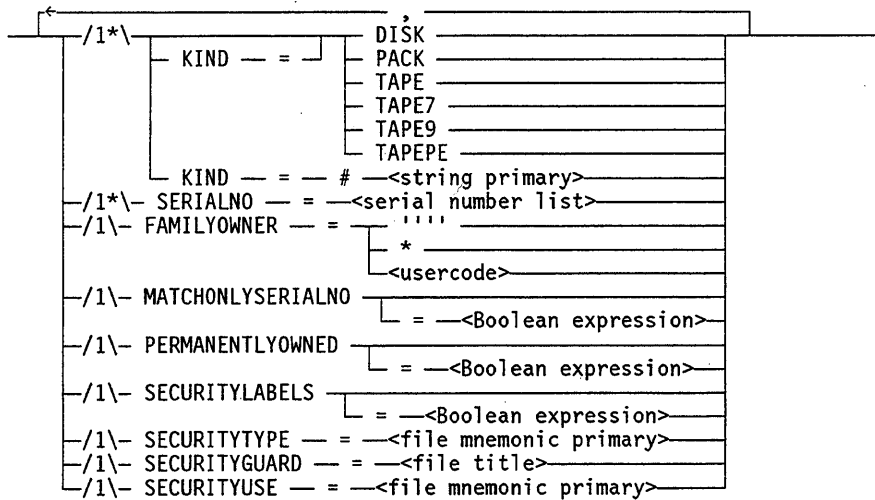 ,
/1*\ DISK
KIND = PACK
TAPE
TAPE7
TAPE9
TAPEPE
KIND = # <string primary>
/1*\ SERIALNO = <serial number list>
/1\ FAMILYOWNER = ''''
*
<usercode>
/1\ MATCHONLYSERIALNO
= <Boolean expression>
/1\ PERMANENTLYOWNED
= <Boolean expression>
/1\ SECURITYLABELS
= <Boolean expression>
/1\ SECURITYTYPE = <file mnemonic primary>
/1\ SECURITYGUARD = <file title>
/1\ SECURITYUSE = <file mnemonic primary>